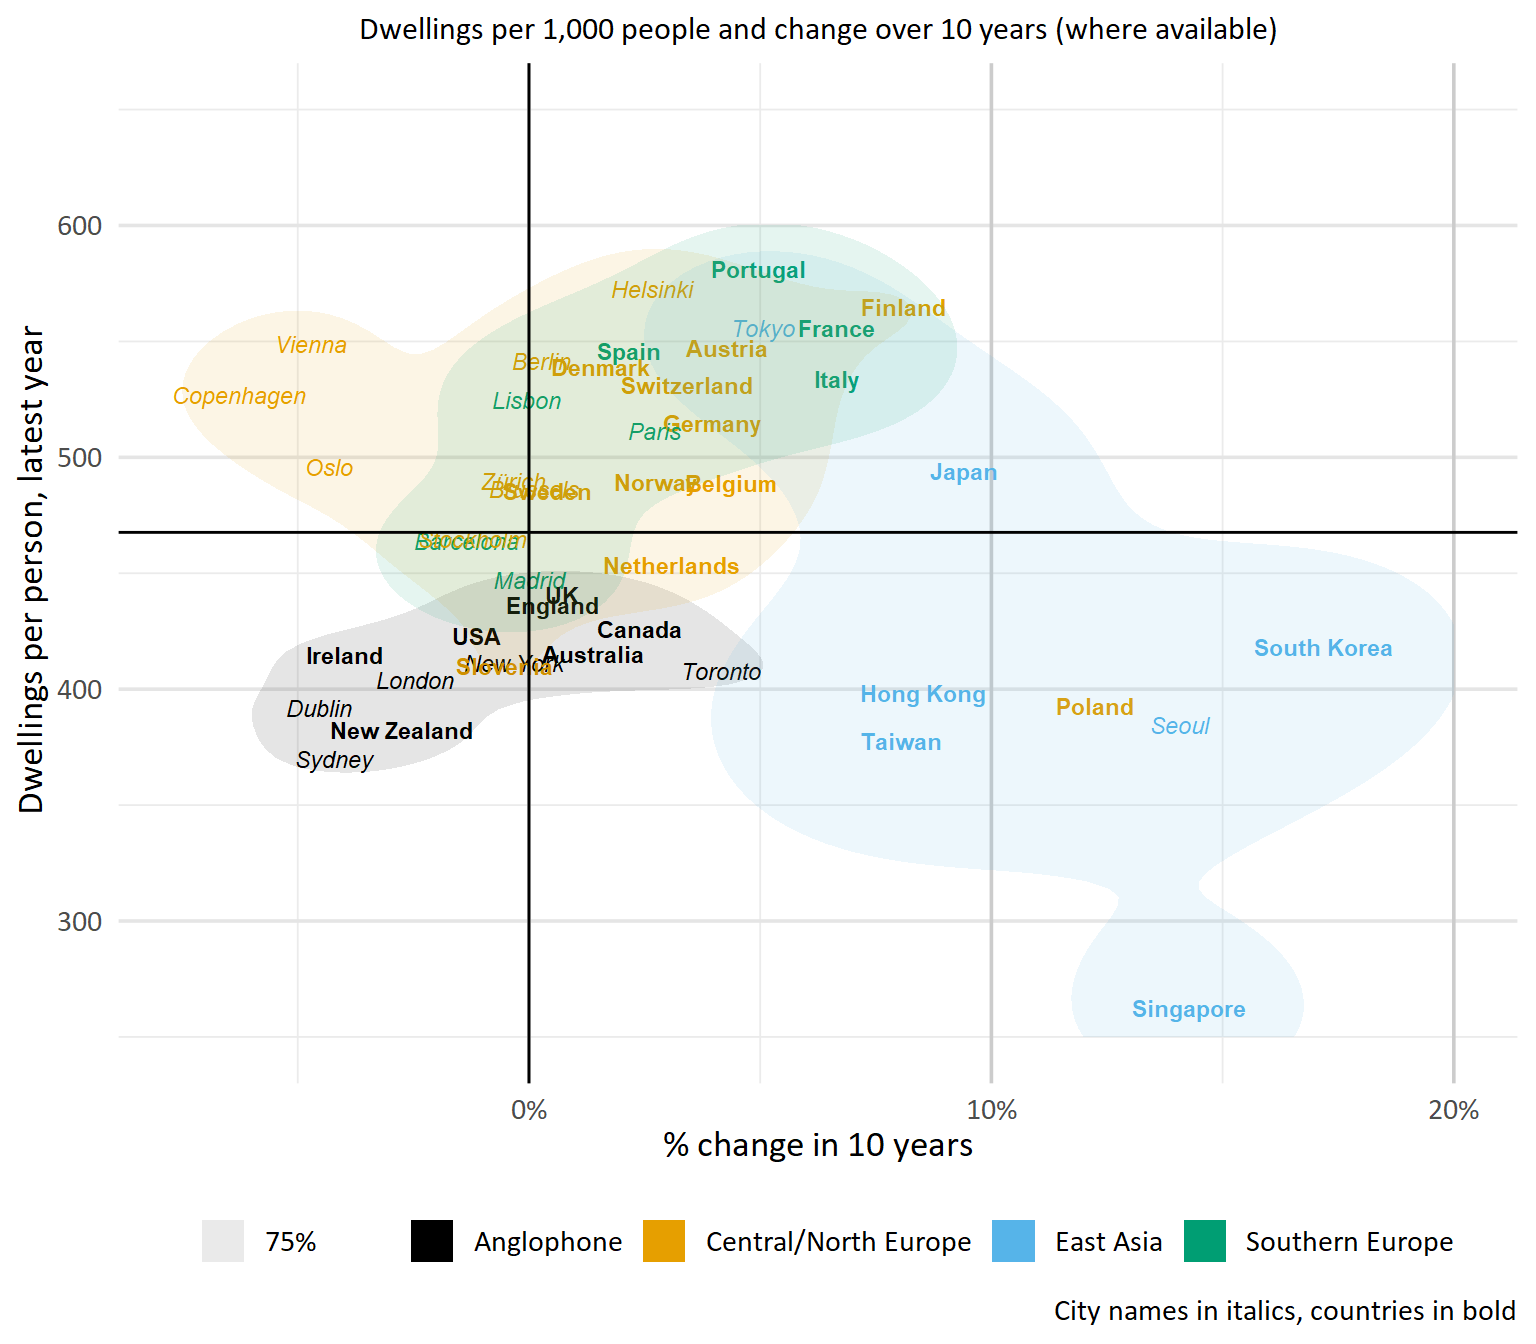 Dwellings per 1,000 people and change over 10 years (where available)
Dwellings per person, latest year
600
500
400
300
Portugal
Helsinki
Finland
Tokyo
France
Vienna
Spain
Austria
Berlin
Denmark
Italy
Switzerland
Copenhagen
Lisbon
Germany
Paris
Oslo
Japan
Zürich
Norway
Belgium
Brussels
Sweden
Stockholm
Barcelona
Netherlands
Madrid
UK
England
Canada
USA
South Korea
Ireland
Australia
New York
Slovenia
Toronto
London
Hong Kong
Dublin
Poland
Seoul
New Zealand
Taiwan
Sydney
Singapore
0%
10%
20%
% change in 10 years
75%
Anglophone
Central/North Europe
East Asia
Southern Europe
City names in italics, countries in bold